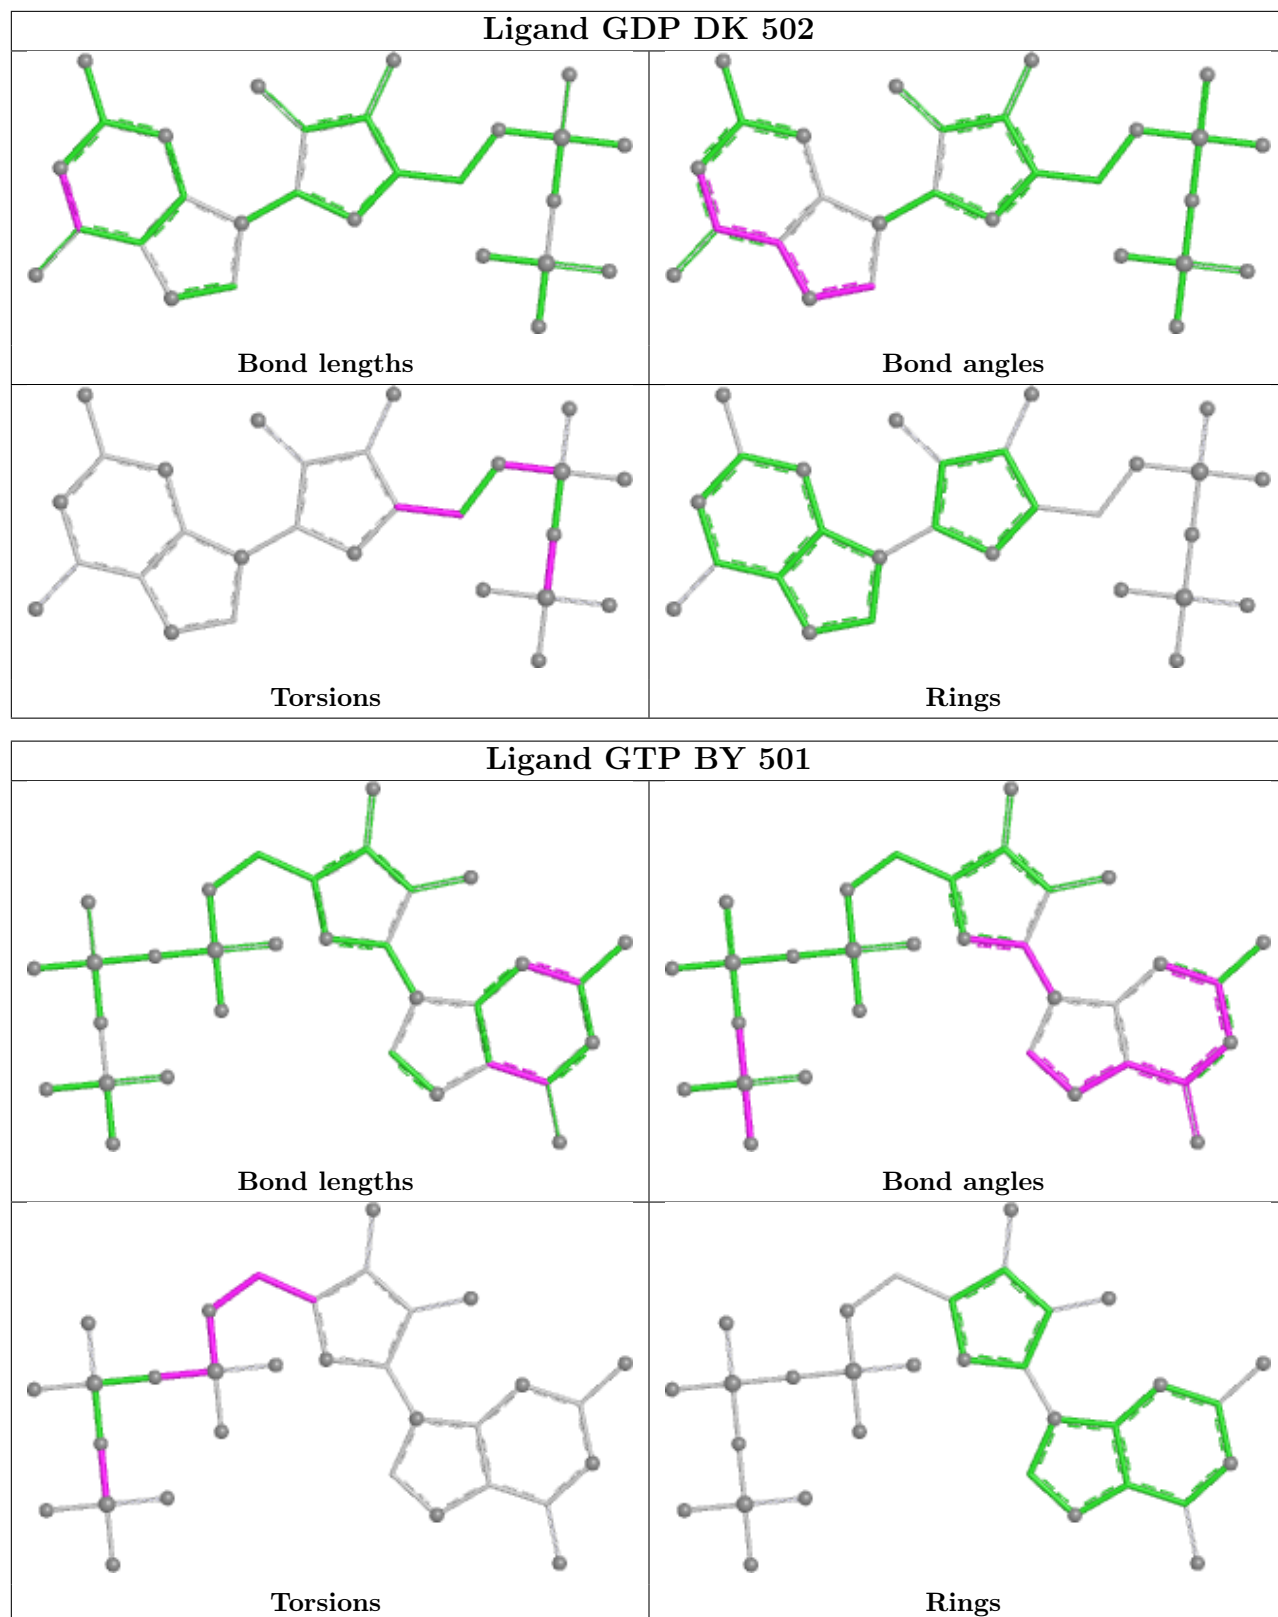 Ligand GDP DK 502
Bond lengths
Bond angles
Torsions
Rings
Ligand GTP BY 501
Bond lengths
Bond angles
Torsions
Rings